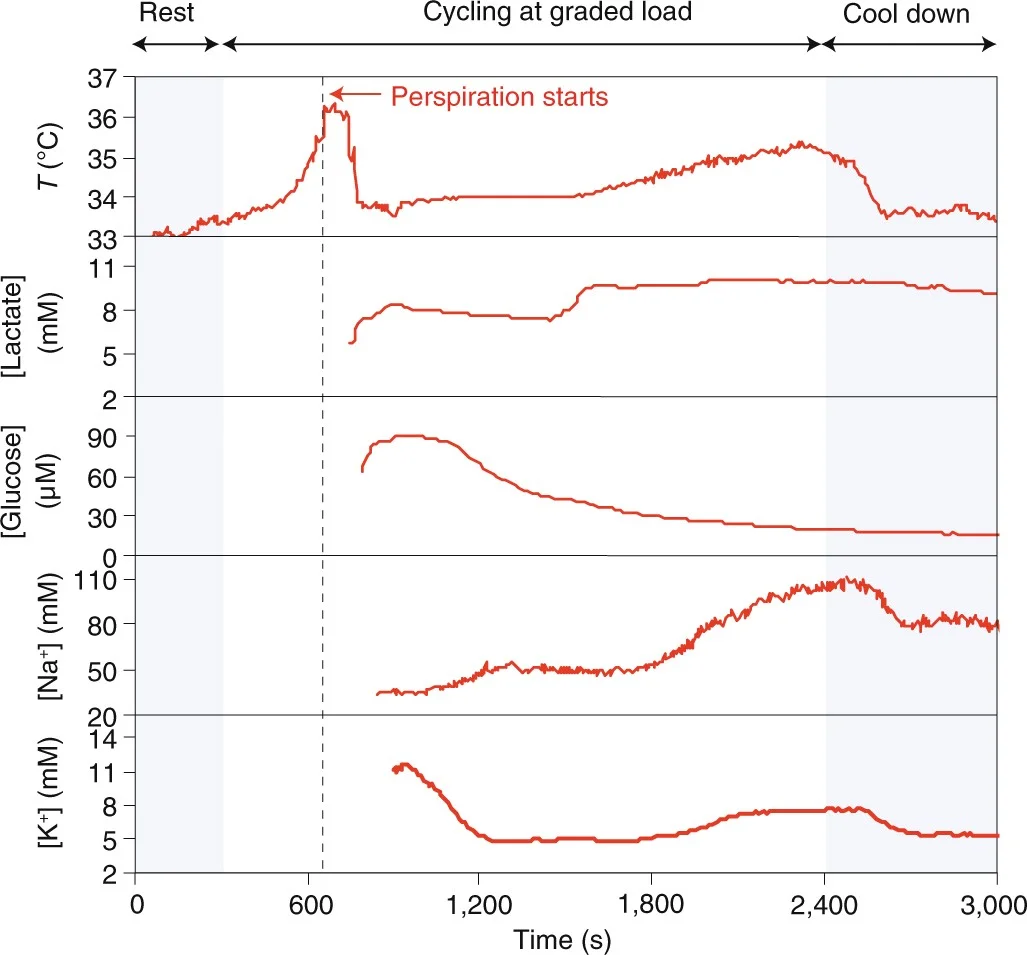 Rest
Cycling at graded load
Cool down
37
Perspiration starts
36
T (°C)
35
34
33
11
[Lactate]
(mM)
8
5
2
90
[Glucose]
(µM)
60
30
0
110
[Na⁺] (mM)
80
50
20
14
[K⁺] (mM)
11
8
5
2
0
600
1,200
1,800
2,400
3,000
Time (s)